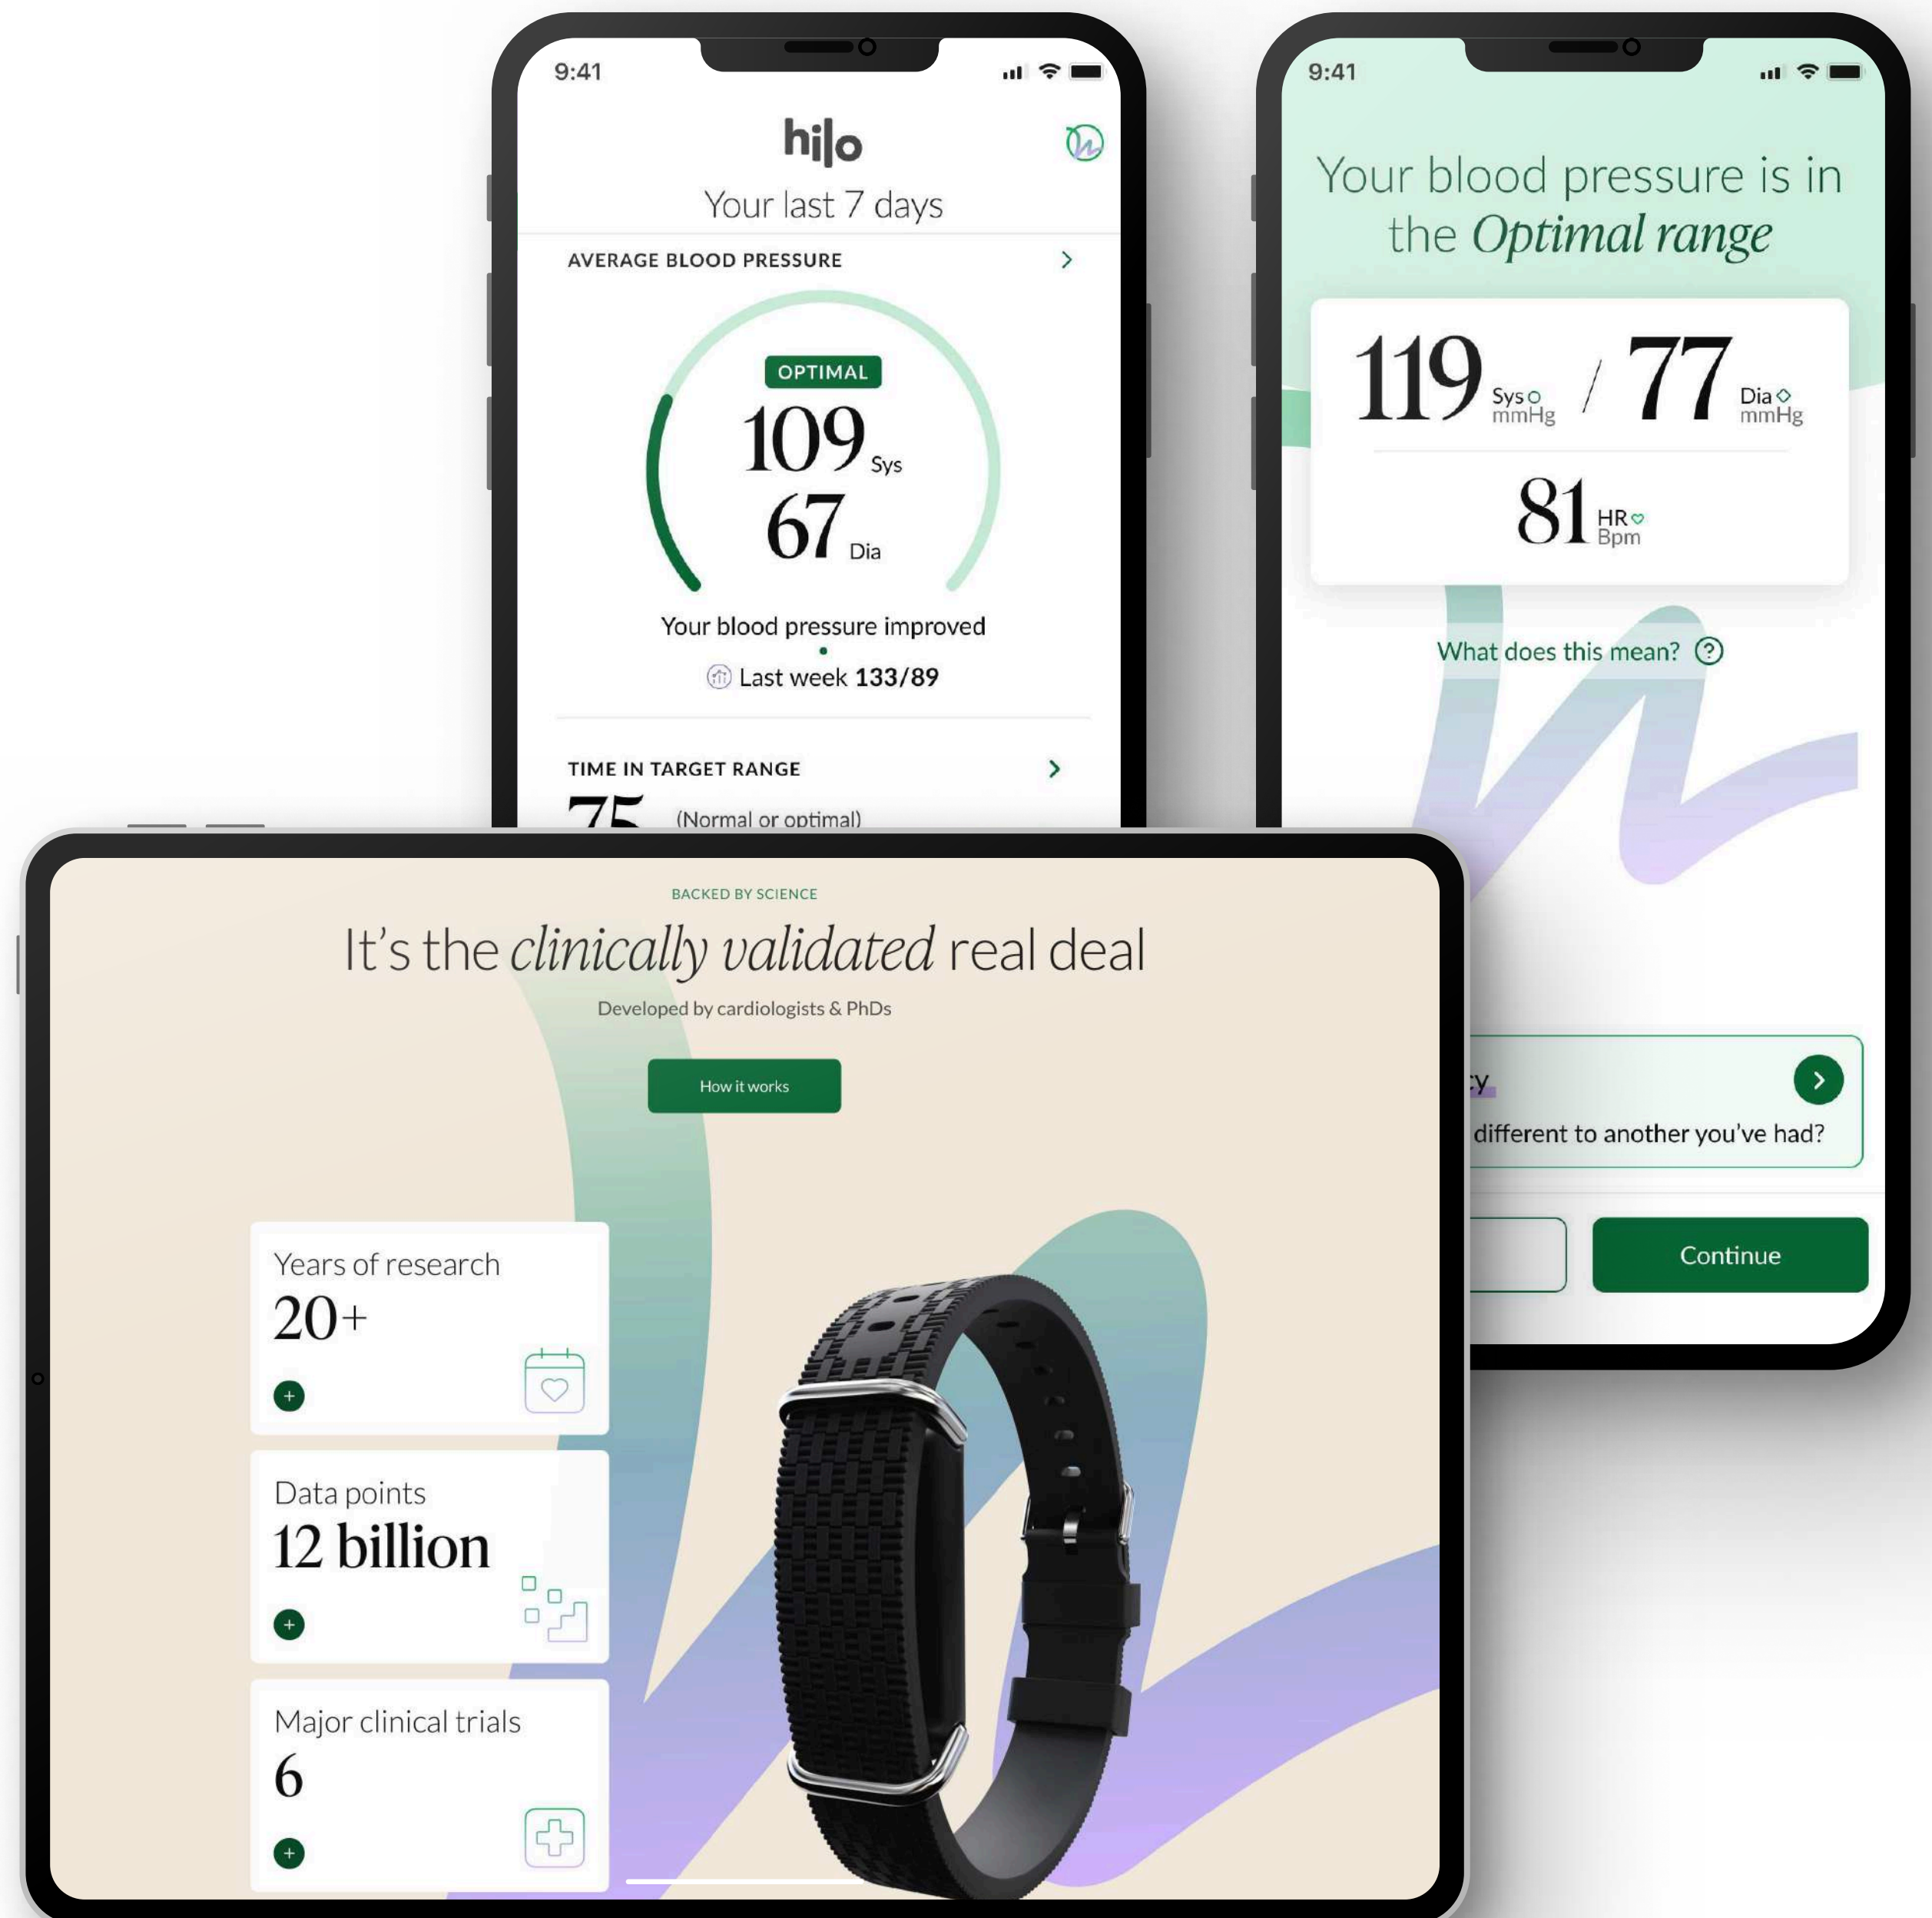 9:41
hilo
Your last 7 days
AVERAGE BLOOD PRESSURE
OPTIMAL
109 Sys
67 Dia
Your blood pressure improved
Last week 133/89
TIME IN TARGET RANGE
75 (Normal or optimal)
9:41
Your blood pressure is in
the Optimal range
119 Sys mmHg / 77 Dia mmHg
81 HR Bpm
What does this mean?
different to another you've had?
Continue
BACKED BY SCIENCE
It's the clinically validated real deal
Developed by cardiologists & PhDs
How it works
Years of research
20+
Data points
12 billion
Major clinical trials
6